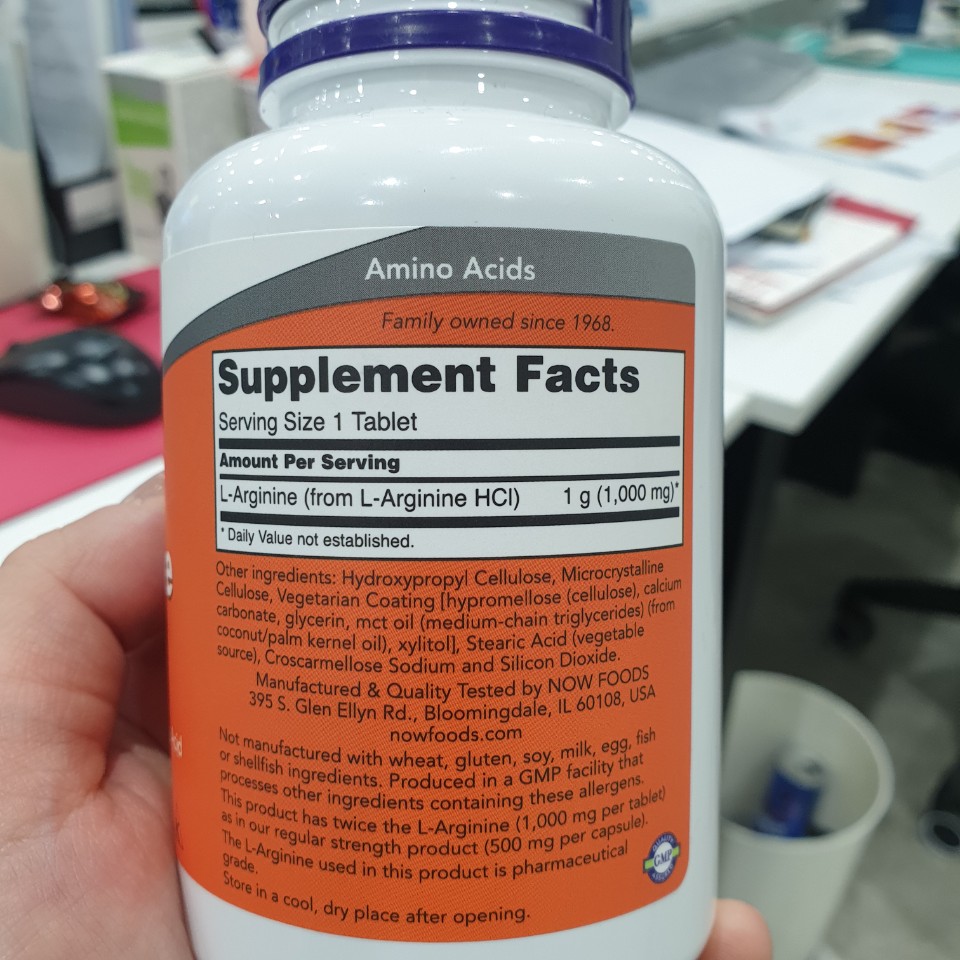 Amino Acids
Family owned since 1968.
Supplement Facts
Serving Size 1 Tablet
Amount Per Serving
L-Arginine (from L-Arginine HCl) 1 g (1,000 mg)*
* Daily Value not established.
Other ingredients: Hydroxypropyl Cellulose, Microcrystalline
Cellulose, Vegetarian Coating [hypromellose (cellulose), calcium
carbonate, glycerin, mct oil (medium-chain triglycerides) (from
coconut/palm kernel oil), xylitol], Stearic Acid (vegetable
source), Croscarmellose Sodium and Silicon Dioxide.
Manufactured & Quality Tested by NOW FOODS
395 S. Glen Ellyn Rd., Bloomingdale, IL 60108, USA
nowfoods.com
Not manufactured with wheat, gluten, soy, milk, egg, fish
or shellfish ingredients. Produced in a GMP facility that
processes other ingredients containing these allergens.
This product has twice the L-Arginine (1,000 mg per tablet)
as in our regular strength product (500 mg per capsule).
The L-Arginine used in this product is pharmaceutical
grade.
Store in a cool, dry place after opening.
GMP